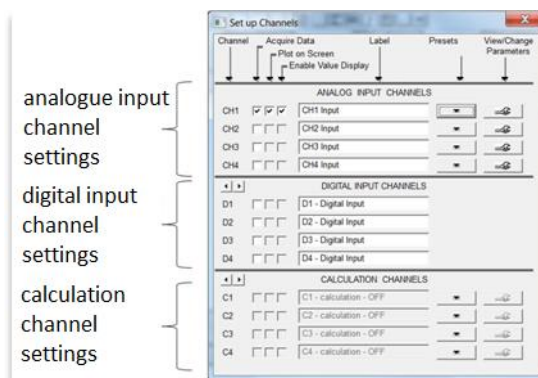 Set up Channels
Channel Acquire Data Label Presets View/Change
Plot on Screen Parameters
Enable Value Display
ANALOG INPUT CHANNELS
analogue input
channel
settings
CH1 CH1 Input
CH2 CH2 Input
CH3 CH3 Input
CH4 CH4 Input
DIGITAL INPUT CHANNELS
digital input
channel
settings
D1 D1 - Digital Input
D2 D2 - Digital Input
D3 D3 - Digital Input
D4 D4 - Digital Input
CALCULATION CHANNELS
calculation
channel
settings
C1 C1 - calculation - OFF
C2 C2 - calculation - OFF
C3 C3 - calculation - OFF
C4 C4 - calculation - OFF